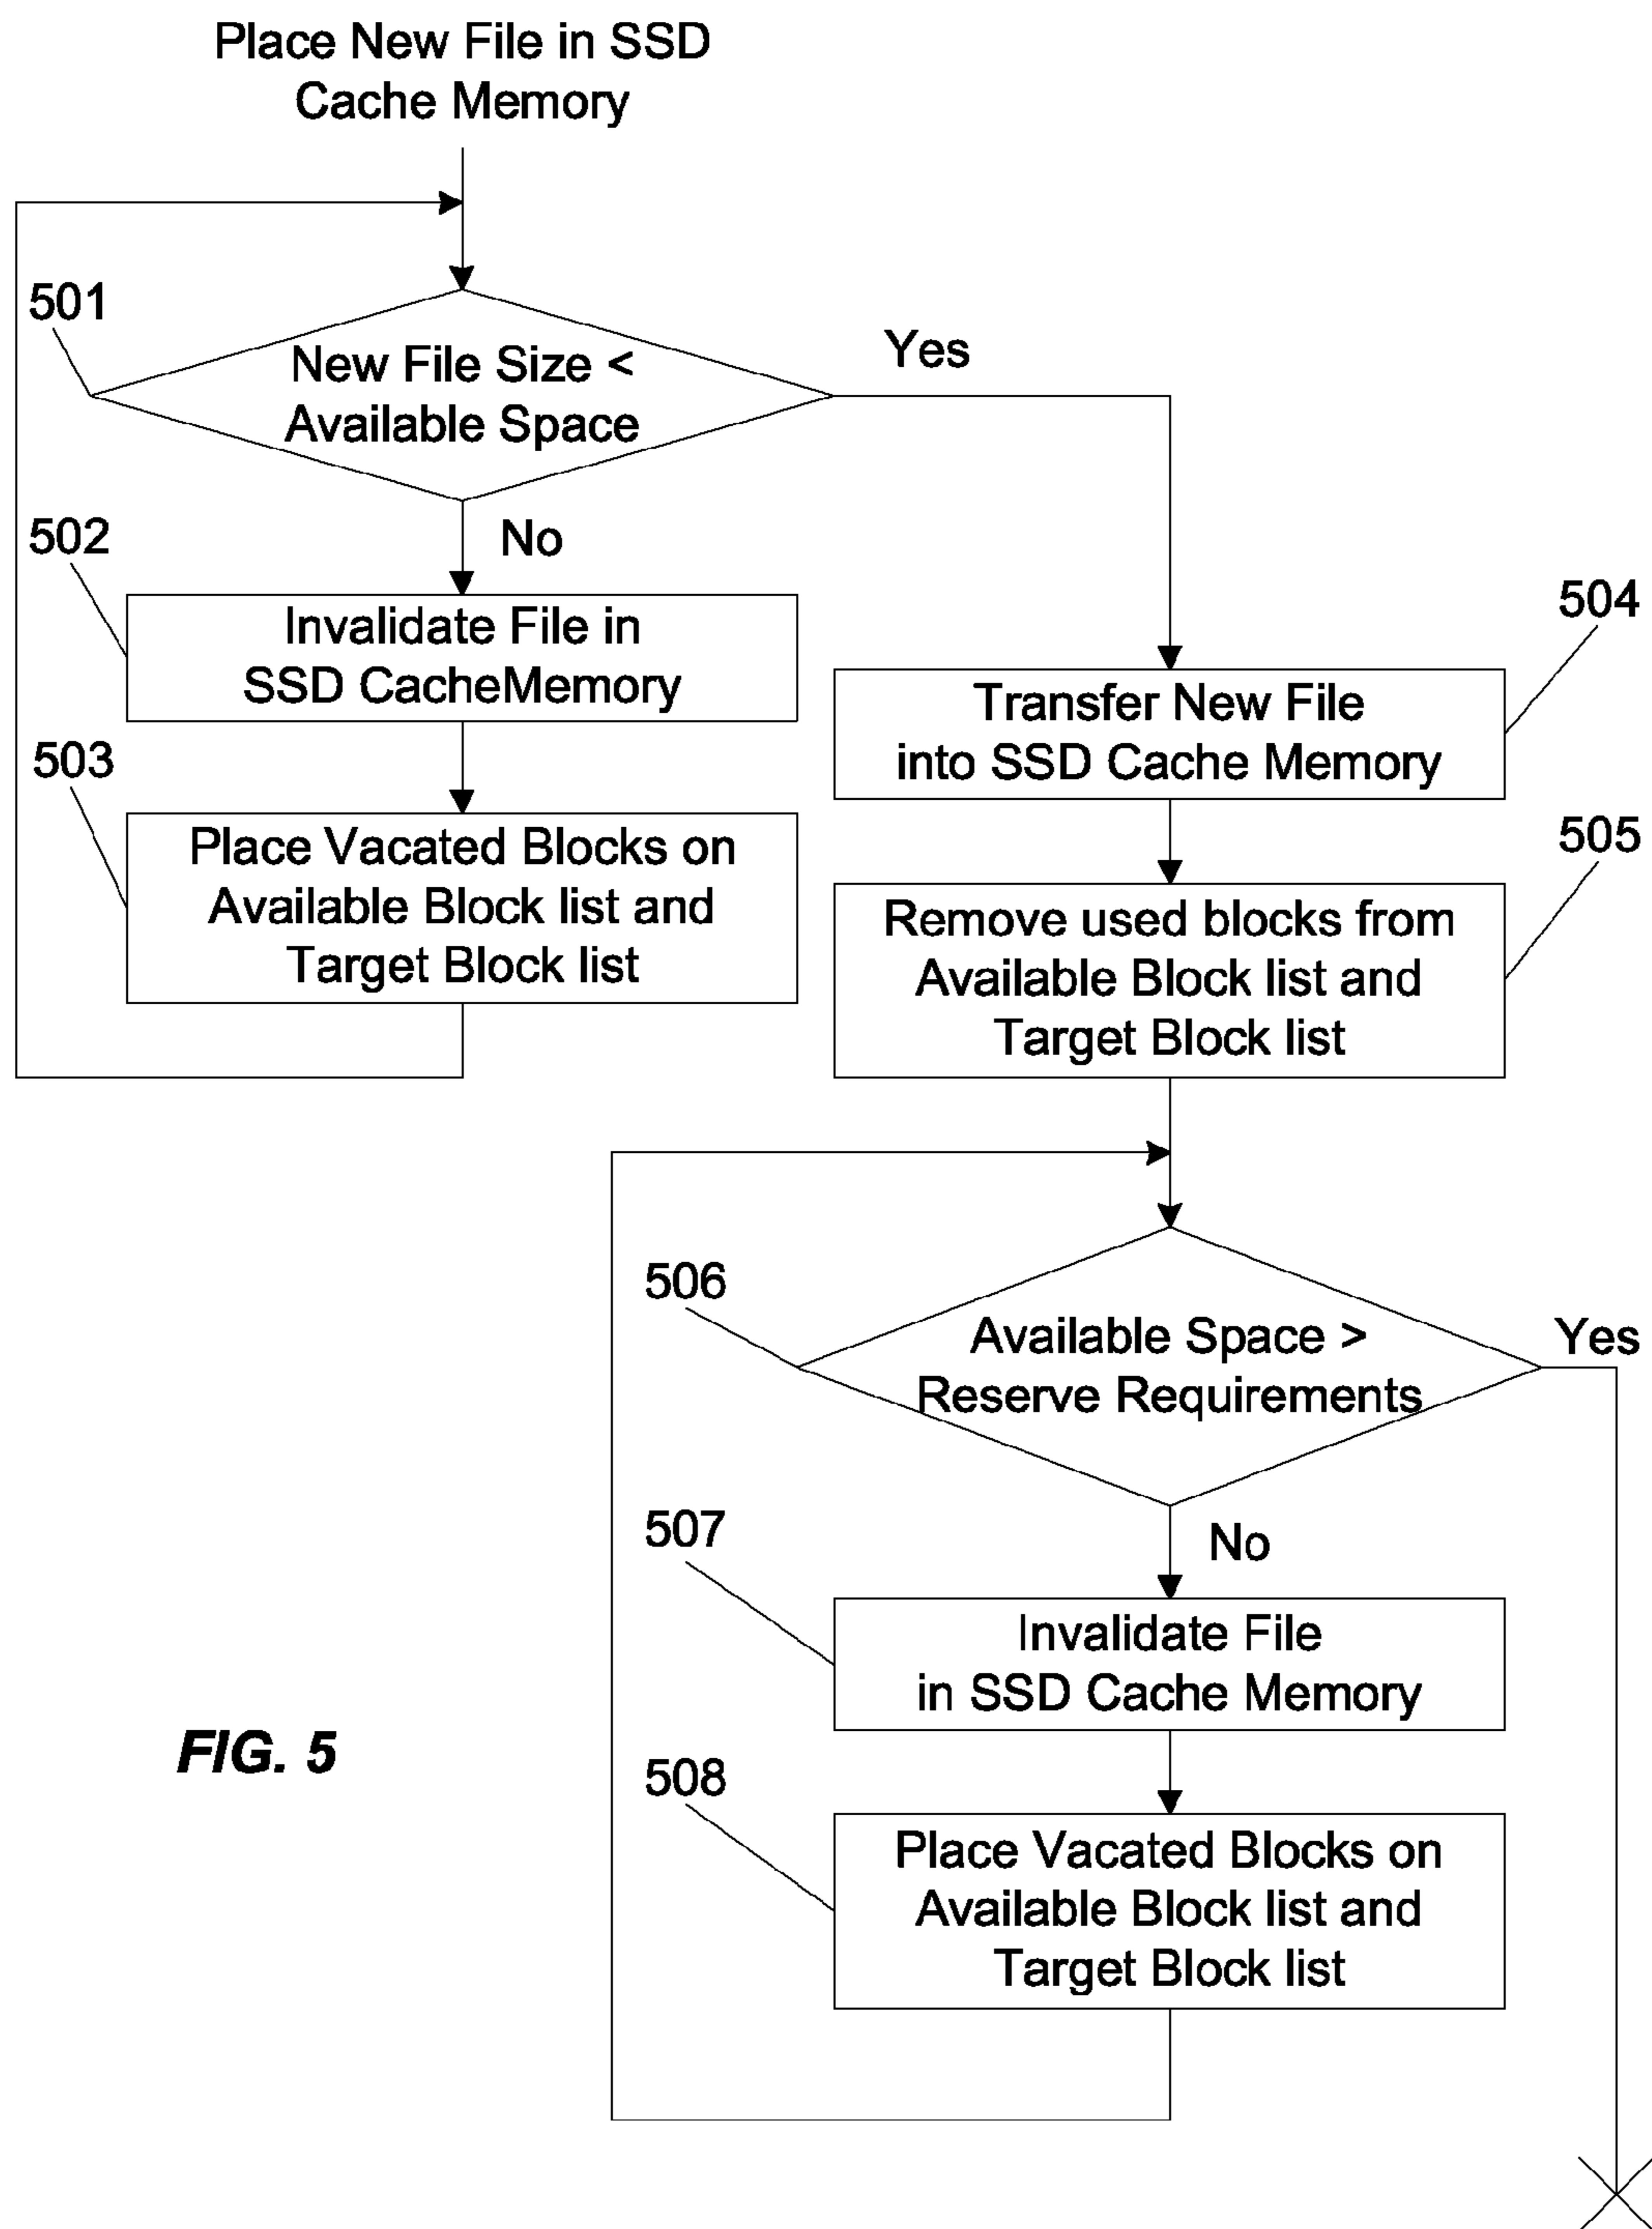 Place New File in SSD
Cache Memory
501
New File Size <
Available Space
Yes
No
502
Invalidate File in
SSD CacheMemory
503
Place Vacated Blocks on
Available Block list and
Target Block list
504
Transfer New File
into SSD Cache Memory
505
Remove used blocks from
Available Block list and
Target Block list
506
Available Space >
Reserve Requirements
Yes
No
507
Invalidate File
in SSD Cache Memory
508
Place Vacated Blocks on
Available Block list and
Target Block list
FIG. 5